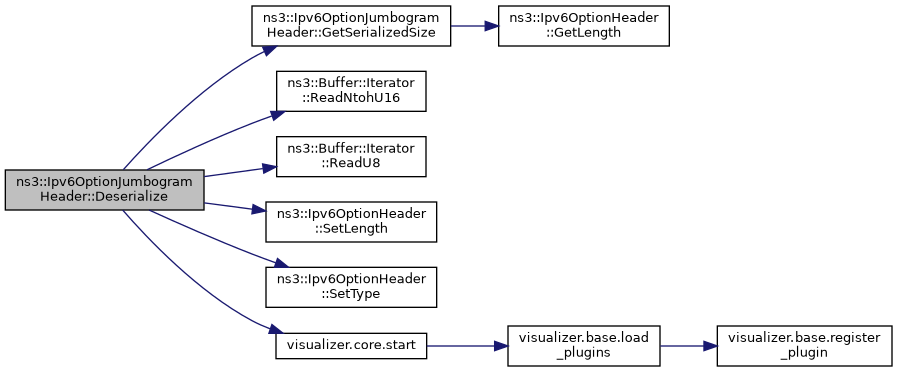 ns3::Ipv6OptionJumbogram
Header::GetSerializedSize
ns3::Ipv6OptionHeader
::GetLength
ns3::Buffer::Iterator
::ReadNtohU16
ns3::Buffer::Iterator
::ReadU8
ns3::Ipv6OptionJumbogram
Header::Deserialize
ns3::Ipv6OptionHeader
::SetLength
ns3::Ipv6OptionHeader
::SetType
visualizer.core.start
visualizer.base.load
_plugins
visualizer.base.register
_plugin